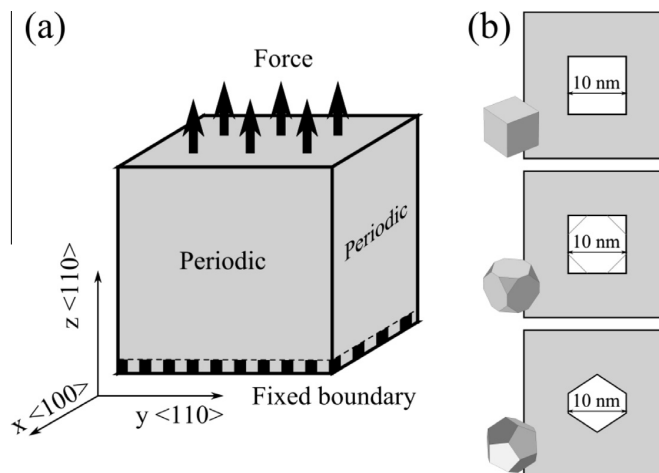 (a)
Force
Periodic
Periodic
z <110>
x <100>
y <110>
Fixed boundary
(b)
10 nm
10 nm
10 nm